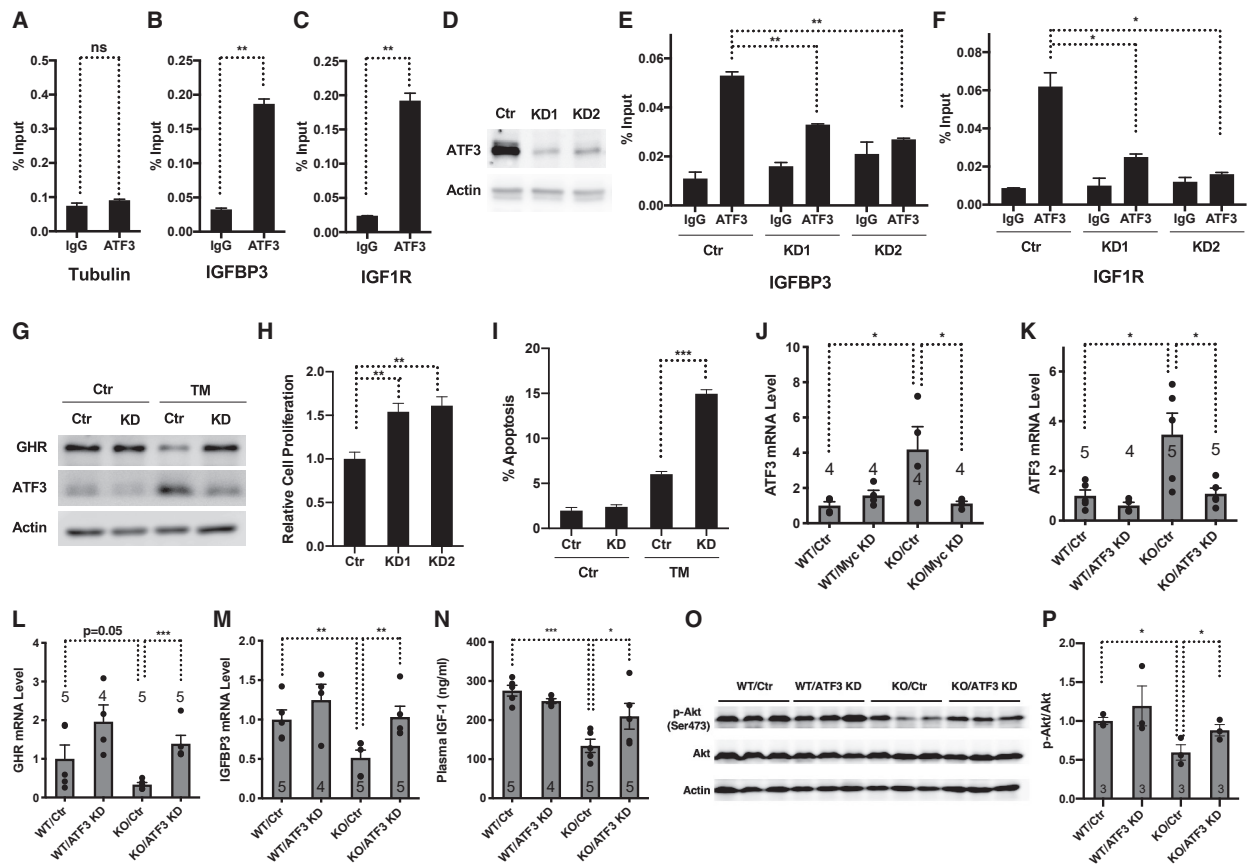 A
ns
% Input
0.5
0.4
0.3
0.2
0.1
0.0
IgG ATF3
Tubulin
B
**
% Input
0.25
0.20
0.15
0.10
0.05
0.00
IgG ATF3
IGFBP3
C
**
% Input
0.25
0.20
0.15
0.10
0.05
0.00
IgG ATF3
IGF1R
D
Ctr KD1 KD2
ATF3
Actin
E
**
**
% Input
0.06
0.04
0.02
0.00
IgG ATF3 IgG ATF3 IgG ATF3
Ctr KD1 KD2
IGFBP3
F
*
*
% Input
0.08
0.06
0.04
0.02
0.00
IgG ATF3 IgG ATF3 IgG ATF3
Ctr KD1 KD2
IGF1R
G
Ctr TM
Ctr KD Ctr KD
GHR
ATF3
Actin
H
**
**
Relative Cell Proliferation
2.0
1.5
1.0
0.5
0.0
Ctr KD1 KD2
I
***
% Apoptosis
20
15
10
5
0
Ctr KD Ctr KD
Ctr TM
J
* *
ATF3 mRNA Level
10
8
6
4
2
0
4 4 4 4
WT/Ctr
WT/Myc KD
KO/Ctr
KO/Myc KD
K
* *
ATF3 mRNA Level
6
4
2
0
5 4 5 5
WT/Ctr
WT/ATF3 KD
KO/Ctr
KO/ATF3 KD
L
p=0.05 ***
GHR mRNA Level
4
3
2
1
0
5 4 5 5
WT/Ctr
WT/ATF3 KD
KO/Ctr
KO/ATF3 KD
M
** **
IGFBP3 mRNA Level
2.0
1.5
1.0
0.5
0.0
5 4 5 5
WT/Ctr
WT/ATF3 KD
KO/Ctr
KO/ATF3 KD
N
*** *
Plasma IGF-1 (ng/ml)
400
300
200
100
0
5 4 5 5
WT/Ctr
WT/ATF3 KD
KO/Ctr
KO/ATF3 KD
O
WT/Ctr WT/ATF3 KD KO/Ctr KO/ATF3 KD
p-Akt
(Ser473)
Akt
Actin
P
* *
p-Akt/Akt
2.0
1.5
1.0
0.5
0.0
3 3 3 3
WT/Ctr
WT/ATF3 KD
KO/Ctr
KO/ATF3 KD